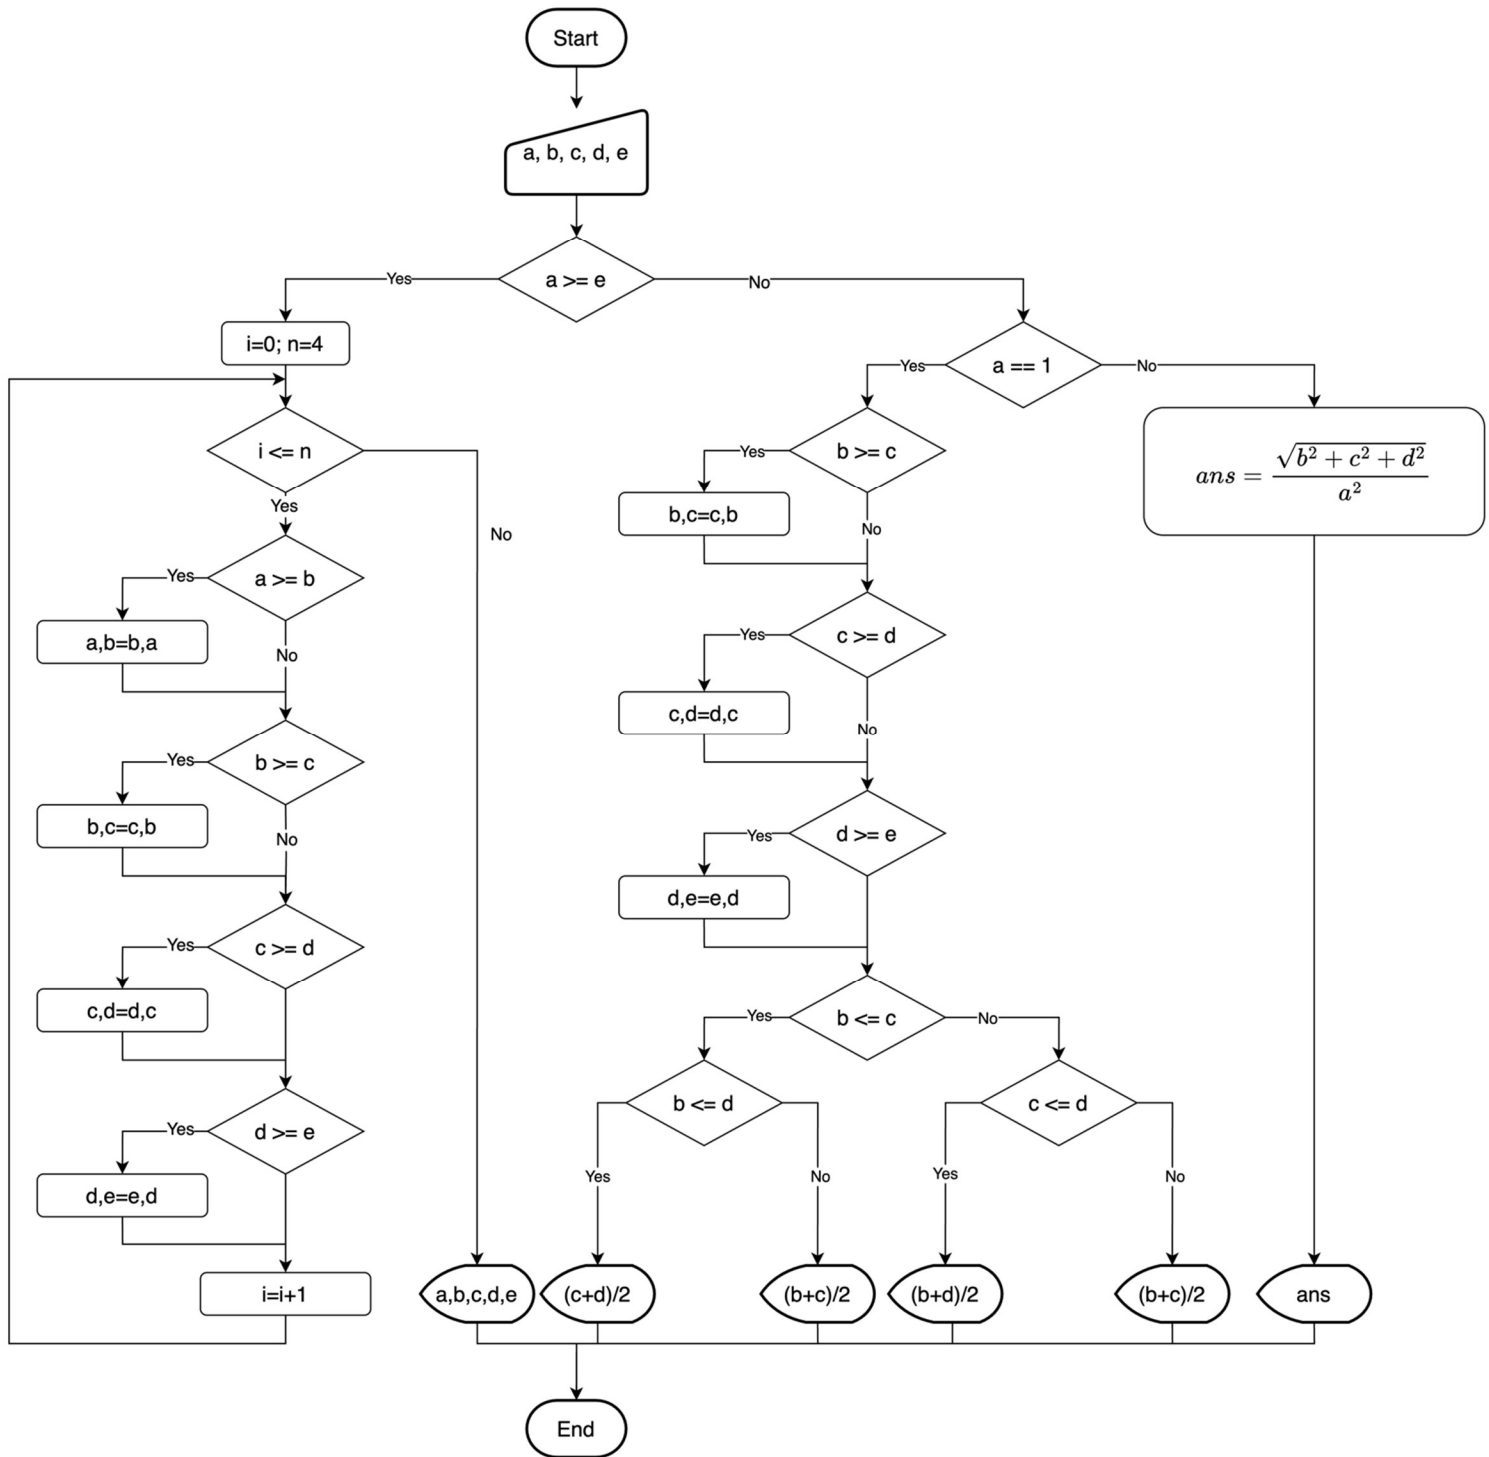 Start
a, b, c, d, e
a >= e
Yes
No
i=0; n=4
i <= n
Yes
No
a >= b
Yes
a,b=b,a
No
b >= c
Yes
b,c=c,b
No
c >= d
Yes
c,d=d,c
d >= e
Yes
d,e=e,d
i=i+1
a,b,c,d,e
a == 1
Yes
No
b >= c
Yes
b,c=c,b
No
c >= d
Yes
c,d=d,c
No
d >= e
Yes
d,e=e,d
b <= c
Yes
No
b <= d
Yes
No
(c+d)/2
(b+c)/2
c <= d
Yes
No
(b+d)/2
(b+c)/2
ans = √(b² + c² + d²) / a²
ans
End